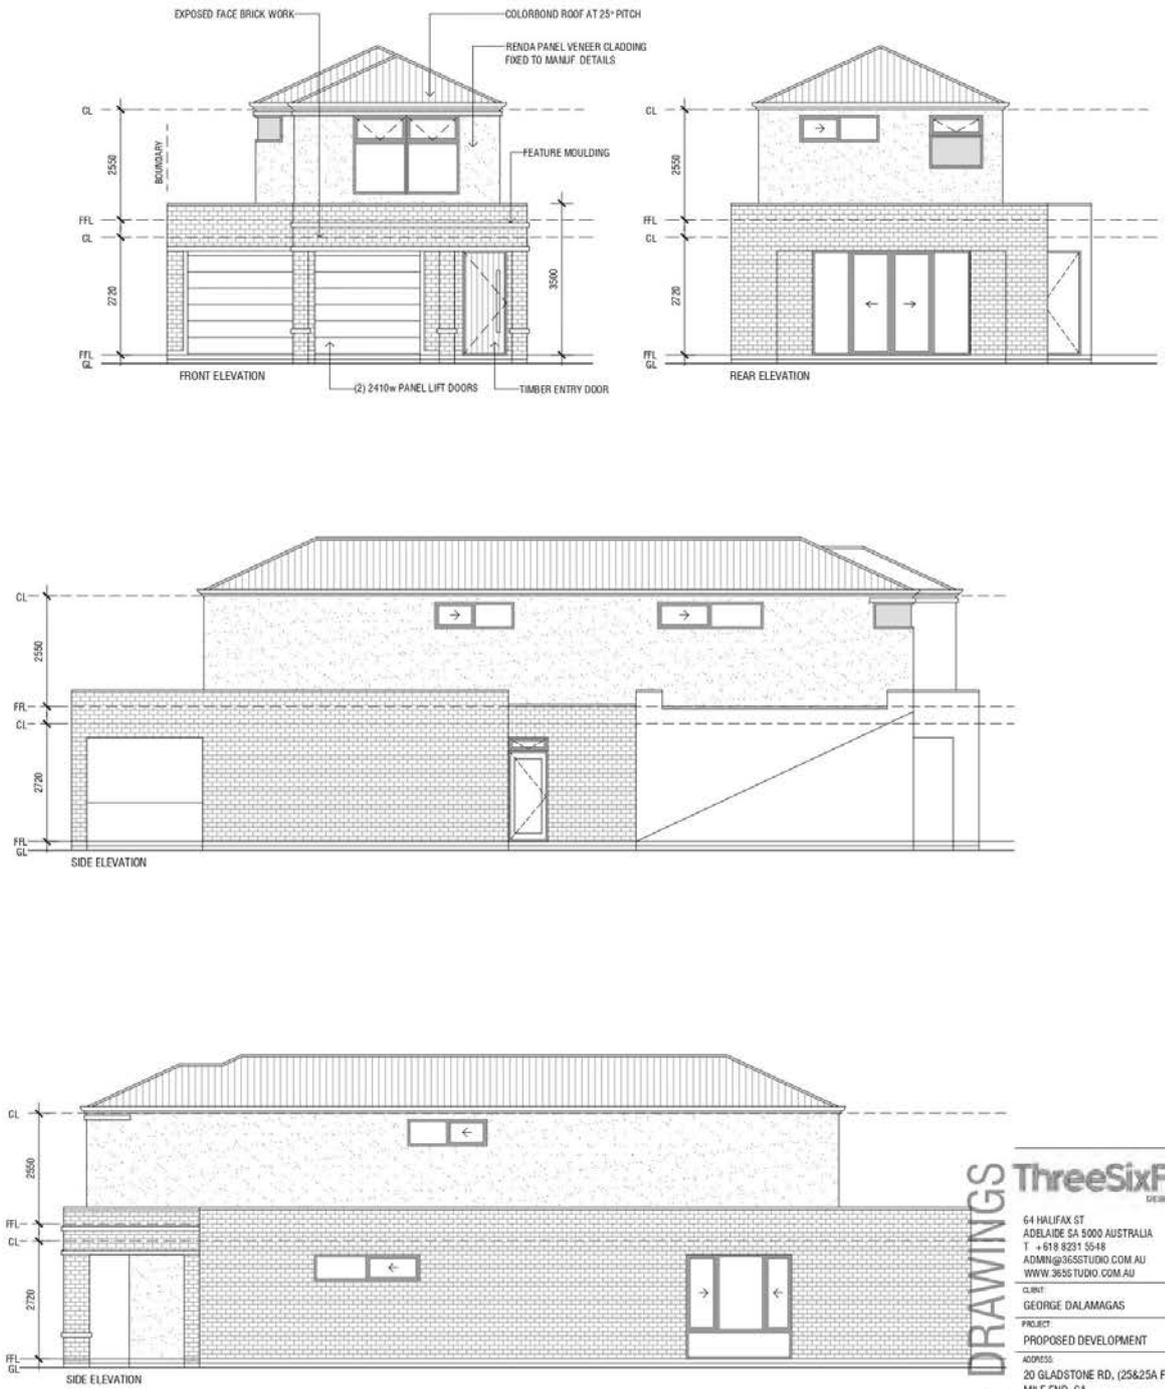 EXPOSED FACE BRICK WORK
COLORBOND ROOF AT 25° PITCH
RENDA PANEL VENEER CLADDING
FIXED TO MANUF DETAILS
CL
2550
BOUNDARY
FEATURE MOULDING
FFL
CL
2720
3500
FFL
GL
FRONT ELEVATION
(2) 2410w PANEL LIFT DOORS
TIMBER ENTRY DOOR
CL
2550
FFL
CL
2720
FFL
GL
REAR ELEVATION
CL
2550
FFL
CL
2720
FFL
GL
SIDE ELEVATION
CL
2550
FFL
CL
2720
FFL
GL
SIDE ELEVATION
DRAWINGS
ThreeSixF
DESI
64 HALIFAX ST
ADELAIDE SA 5000 AUSTRALIA
T +618 8231 5548
ADMIN@365STUDIO.COM.AU
WWW.365STUDIO.COM.AU
CLIENT:
GEORGE DALAMAGAS
PROJECT:
PROPOSED DEVELOPMENT
ADDRESS:
20 GLADSTONE RD, (25&25A F
MILE END, SA